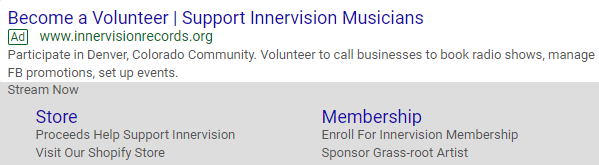 Become a Volunteer | Support Innervision Musicians
Ad www.innervisionrecords.org
Participate in Denver, Colorado Community. Volunteer to call businesses to book radio shows, manage
FB promotions, set up events.
Stream Now
Store Membership
Proceeds Help Support Innervision Enroll For Innervision Membership
Visit Our Shopify Store Sponsor Grass-root Artist